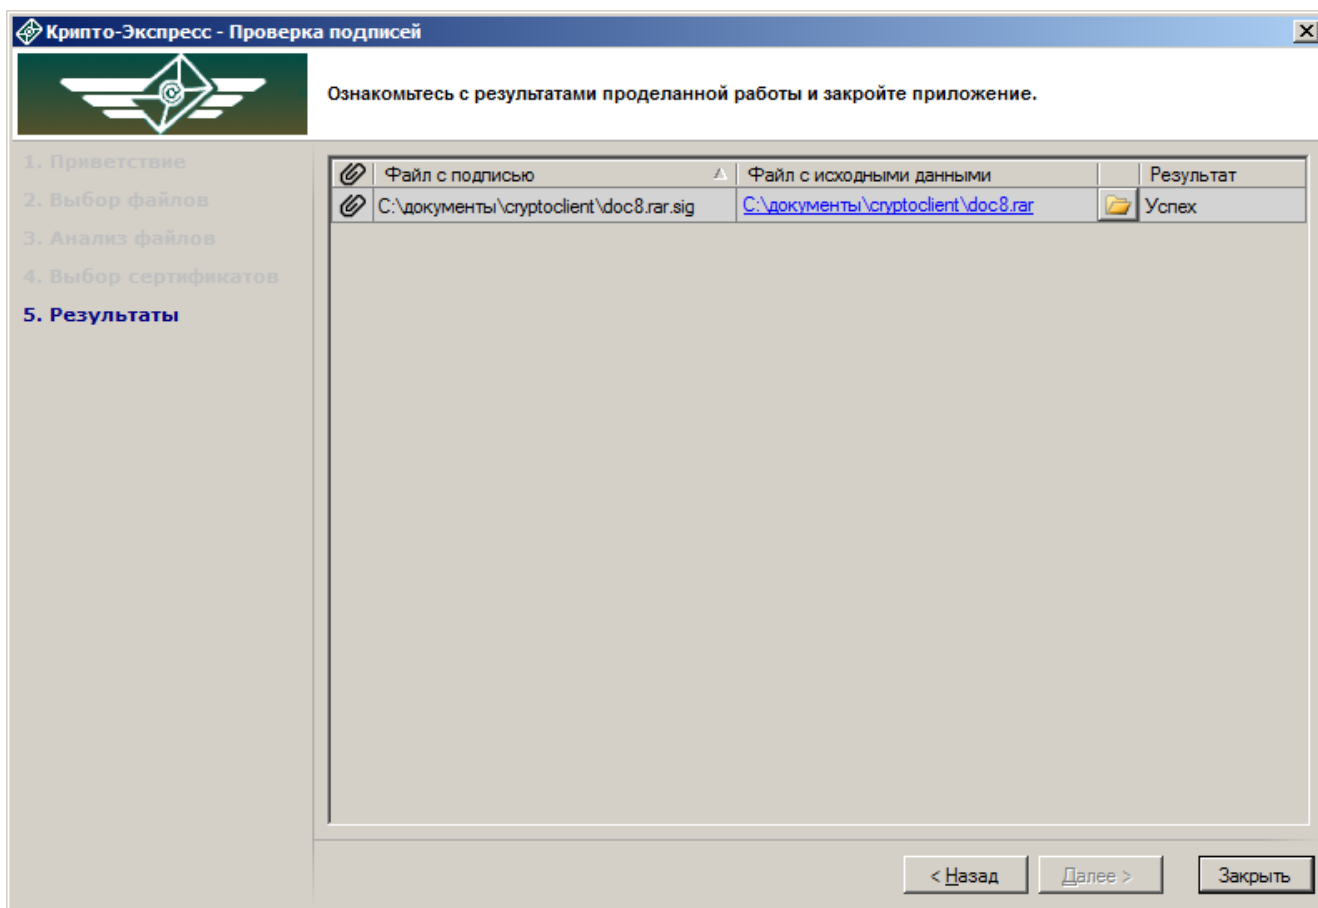 Крипто-Экспресс - Проверка подписей
Ознакомьтесь с результатами проделанной работы и закройте приложение.
1. Приветствие
2. Выбор файлов
3. Анализ файлов
4. Выбор сертификатов
5. Результаты
Файл с подписью Файл с исходными данными Результат
C:\документы\cryptoclient\doc8.rar.sig C:\документы\cryptoclient\doc8.rar Успех
< Назад Далее > Закрыть